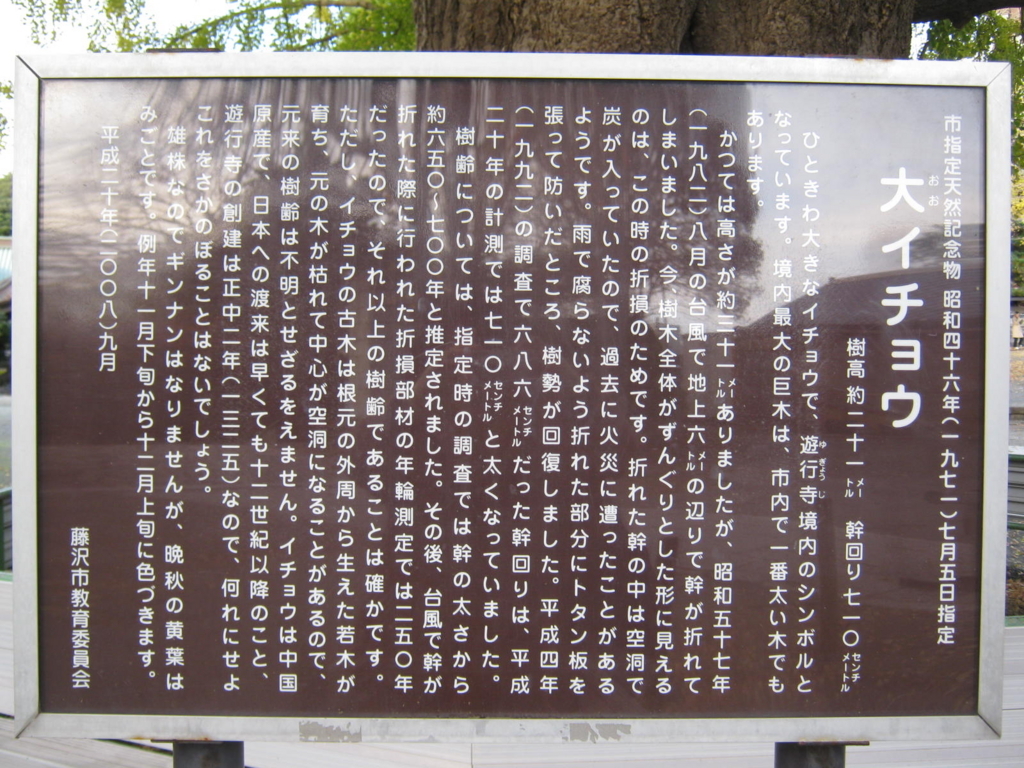 市指定天然記念物 昭和四十六年(一九七一)七月五日指定
大イチョウ
おお
樹高約二十一メートル 幹回り七一〇センチメートル
ひときわ大きなイチョウで、遊行寺境内のシンボルと
ゆぎょうじ
なっています。境内最大の巨木は、市内で一番太い木でも
あります。
かつては高さが約三十一メートルありましたが、昭和五十七年
(一九八二)八月の台風で地上六メートルの辺りで幹が折れて
しまいました。今、樹木全体がずんぐりとした形に見える
のは、この時の折損のためです。折れた幹の中は空洞で
炭が入っていたので、過去に火災に遭ったことがある
ようです。雨で腐らないよう折れた部分にトタン板を
張って防いだところ、樹勢が回復しました。平成四年
(一九九二)の調査で六八六センチメートルだった幹回りは、平成
二十年の計測では七一〇センチメートルと太くなっていました。
樹齢については、指定時の調査では幹の太さから
約六五〇～七〇〇年と推定されました。その後、台風で幹が
折れた際に行われた折損部材の年輪測定では二五〇年
だったので、それ以上の樹齢であることは確かです。
ただし、イチョウの古木は根元の外周から生えた若木が
育ち、元の木が枯れて中心が空洞になることがあるので、
元来の樹齢は不明とせざるをえません。イチョウは中国
原産で、日本への渡来は早くても十二世紀以降のこと、
遊行寺の創建は正中二年(一三二五)なので、何れにせよ
これをさかのぼることはないでしょう。
雄株なのでギンナンはなりませんが、晩秋の黄葉は
みごとです。例年十一月下旬から十二月上旬に色づきます。
平成二十年(二〇〇八)九月
藤沢市教育委員会